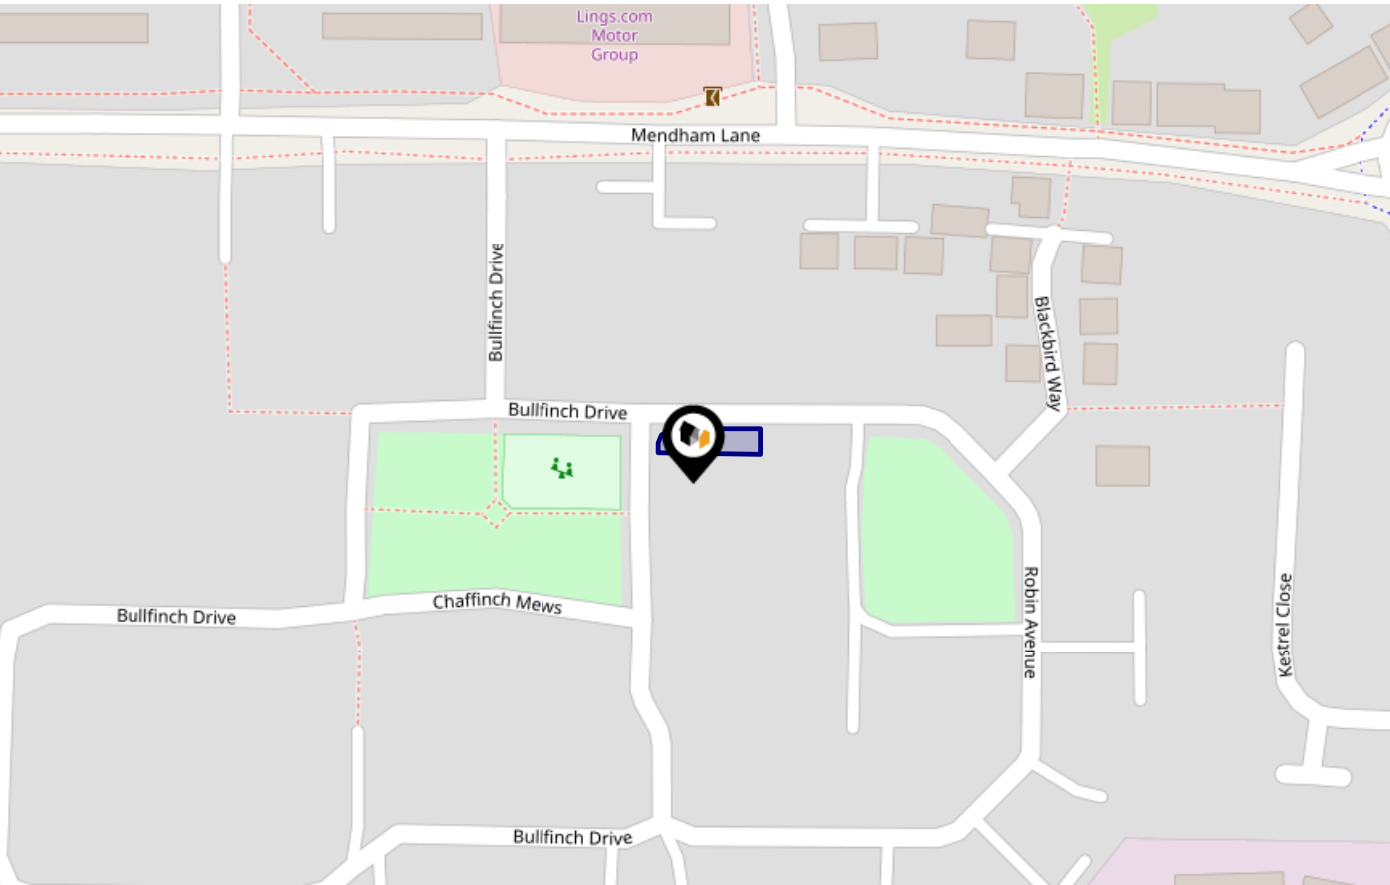 Lings.com
Motor
Group
Mendham Lane
Bullfinch Drive
Blackbird Way
Bullfinch Drive
Bullfinch Drive
Chaffinch Mews
Robin Avenue
Kestrel Close
Bullfinch Drive